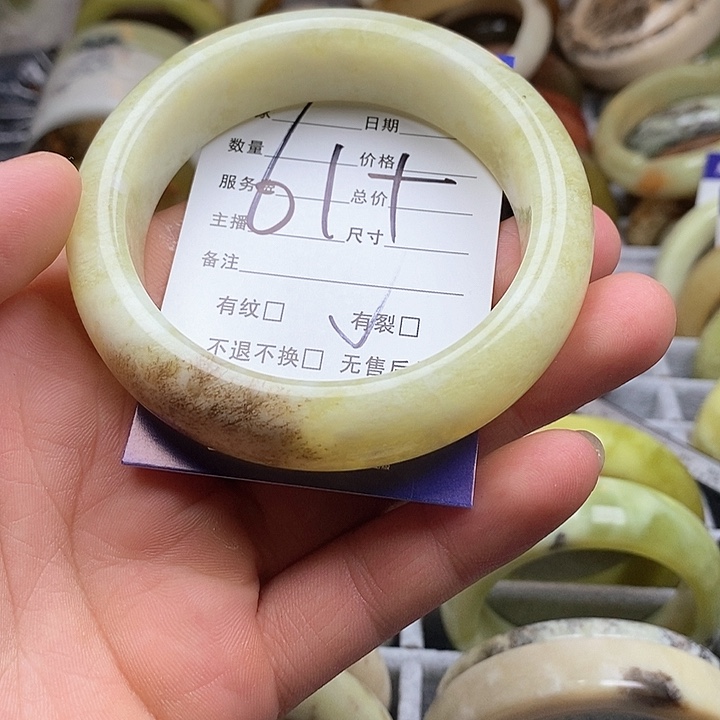 日期
数量 价格
服务 总价
61+
主播 尺寸
备注
有纹□ 有裂□
不退不换□ 无售后